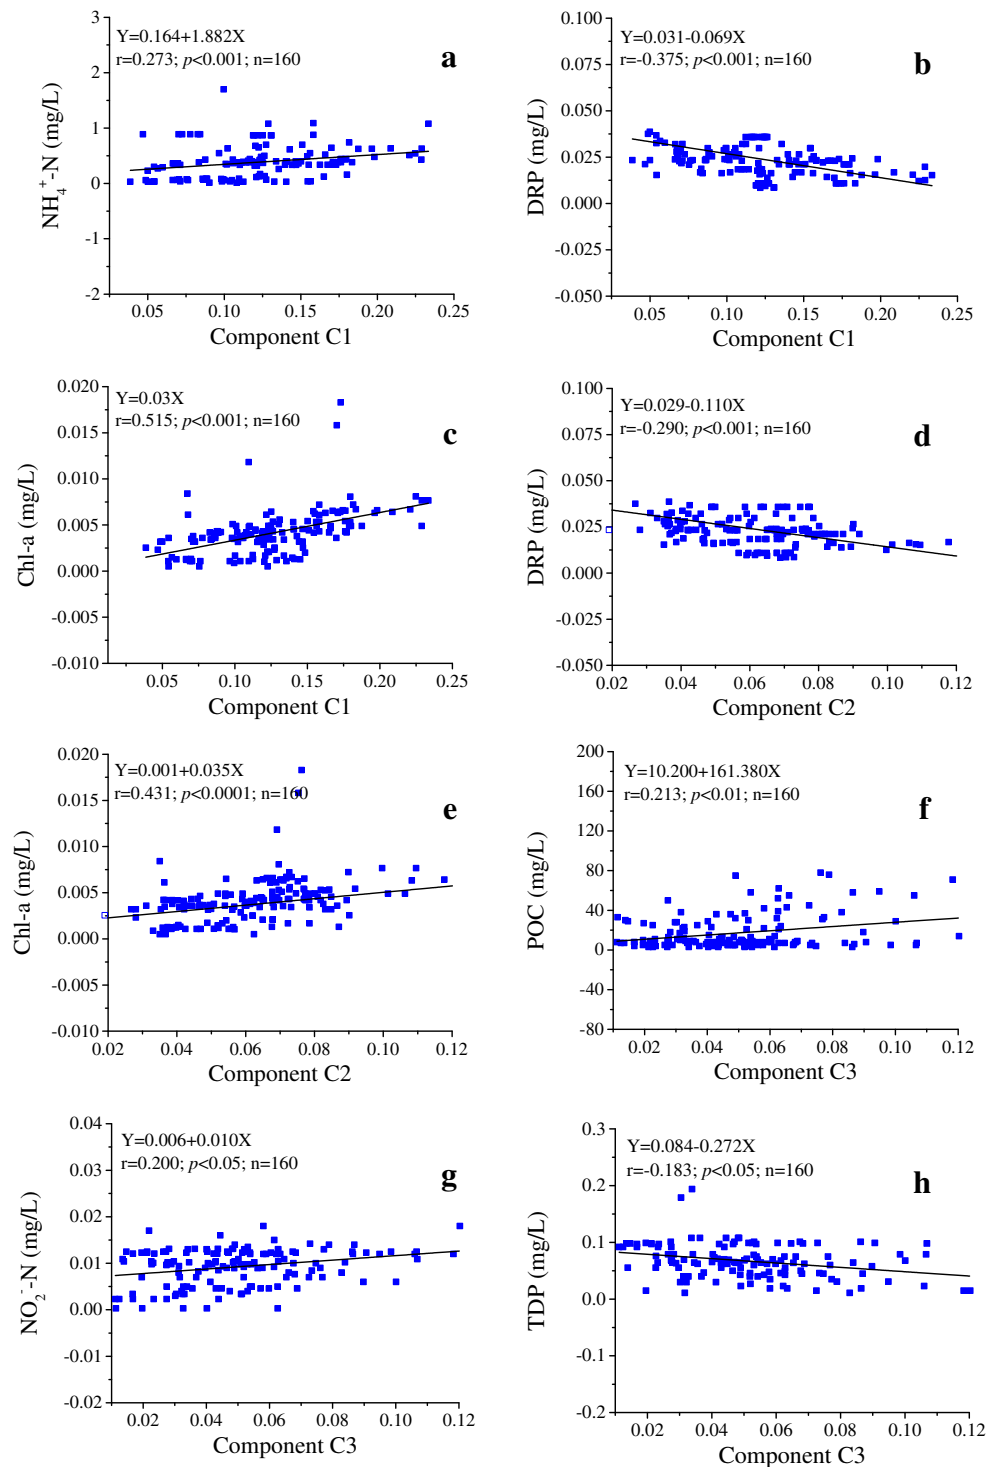 Y=0.164+1.882X
r=0.273; p<0.001; n=160
a
3
2
1
0
-1
-2
NH₄⁺-N (mg/L)
0.05 0.10 0.15 0.20 0.25
Component C1
Y=0.031-0.069X
r=-0.375; p<0.001; n=160
b
0.100
0.075
0.050
0.025
0.000
-0.025
-0.050
DRP (mg/L)
0.05 0.10 0.15 0.20 0.25
Component C1
Y=0.03X
r=0.515; p<0.001; n=160
c
0.020
0.015
0.010
0.005
0.000
-0.005
-0.010
Chl-a (mg/L)
0.05 0.10 0.15 0.20 0.25
Component C1
Y=0.029-0.110X
r=-0.290; p<0.001; n=160
d
0.100
0.075
0.050
0.025
0.000
-0.025
-0.050
DRP (mg/L)
0.02 0.04 0.06 0.08 0.10 0.12
Component C2
Y=0.001+0.035X
r=0.431; p<0.0001; n=160
e
0.020
0.015
0.010
0.005
0.000
-0.005
-0.010
Chl-a (mg/L)
0.02 0.04 0.06 0.08 0.10 0.12
Component C2
Y=10.200+161.380X
r=0.213; p<0.01; n=160
f
200
160
120
80
40
0
-40
-80
POC (mg/L)
0.02 0.04 0.06 0.08 0.10 0.12
Component C3
Y=0.006+0.010X
r=0.200; p<0.05; n=160
g
0.04
0.03
0.02
0.01
0.00
-0.01
-0.02
NO₂⁻-N (mg/L)
0.02 0.04 0.06 0.08 0.10 0.12
Component C3
Y=0.084-0.272X
r=-0.183; p<0.05; n=160
h
0.3
0.2
0.1
0.0
-0.1
-0.2
TDP (mg/L)
0.02 0.04 0.06 0.08 0.10 0.12
Component C3